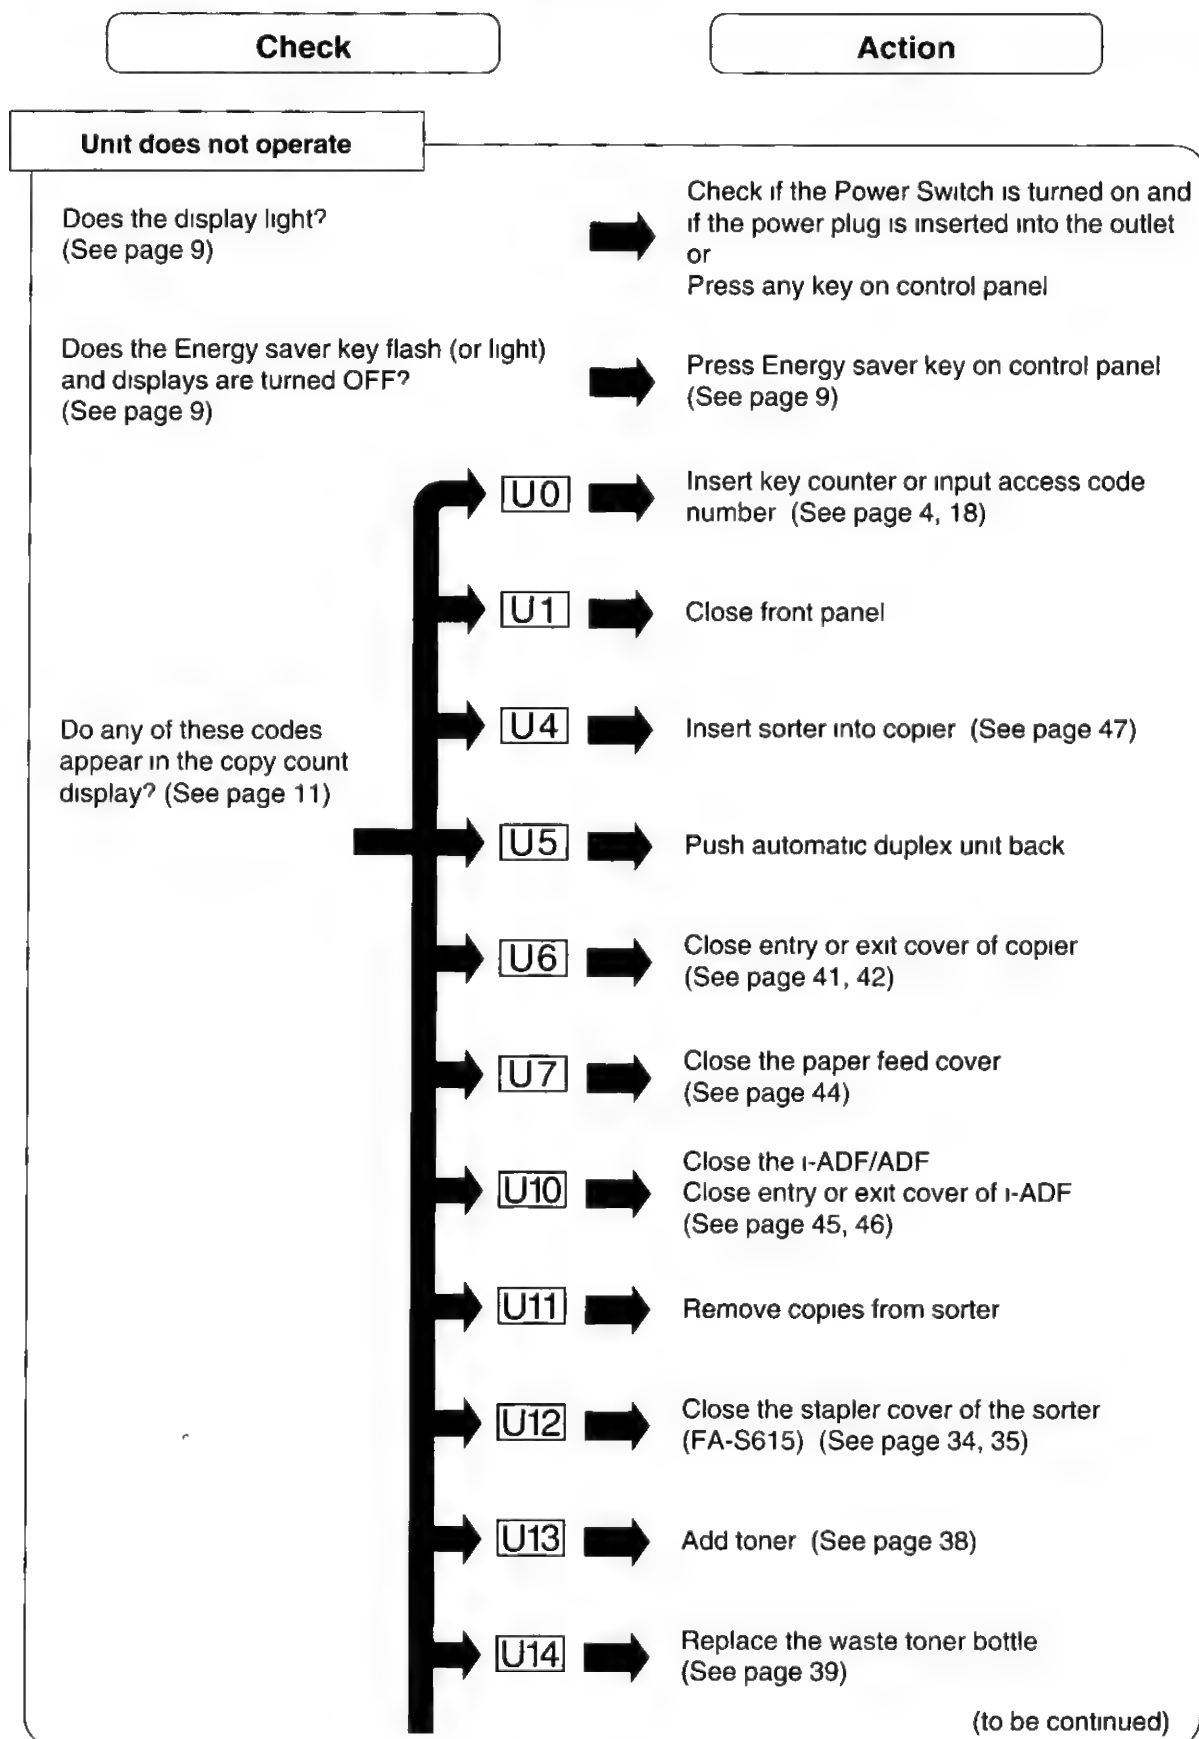 Check
Action
Unit does not operate
Does the display light?
(See page 9)
Check if the Power Switch is turned on and
if the power plug is inserted into the outlet
or
Press any key on control panel
Does the Energy saver key flash (or light)
and displays are turned OFF?
(See page 9)
Press Energy saver key on control panel
(See page 9)
Do any of these codes
appear in the copy count
display? (See page 11)
U0
Insert key counter or input access code
number (See page 4, 18)
U1
Close front panel
U4
Insert sorter into copier (See page 47)
U5
Push automatic duplex unit back
U6
Close entry or exit cover of copier
(See page 41, 42)
U7
Close the paper feed cover
(See page 44)
U10
Close the i-ADF/ADF
Close entry or exit cover of i-ADF
(See page 45, 46)
U11
Remove copies from sorter
U12
Close the stapler cover of the sorter
(FA-S615) (See page 34, 35)
U13
Add toner (See page 38)
U14
Replace the waste toner bottle
(See page 39)
(to be continued)